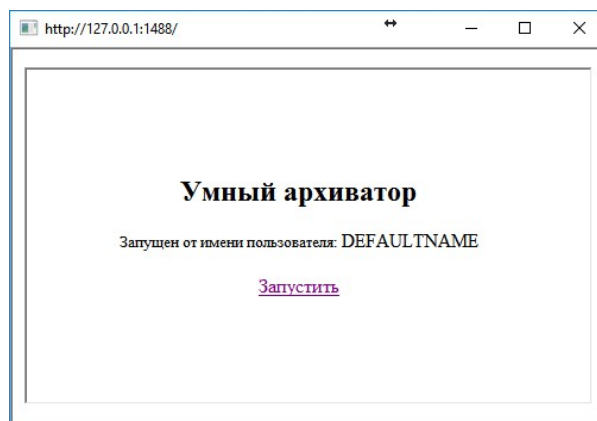 http://127.0.0.1:1488/
Умный архиватор
Запущен от имени пользователя: DEFAULTNAME
Запустить